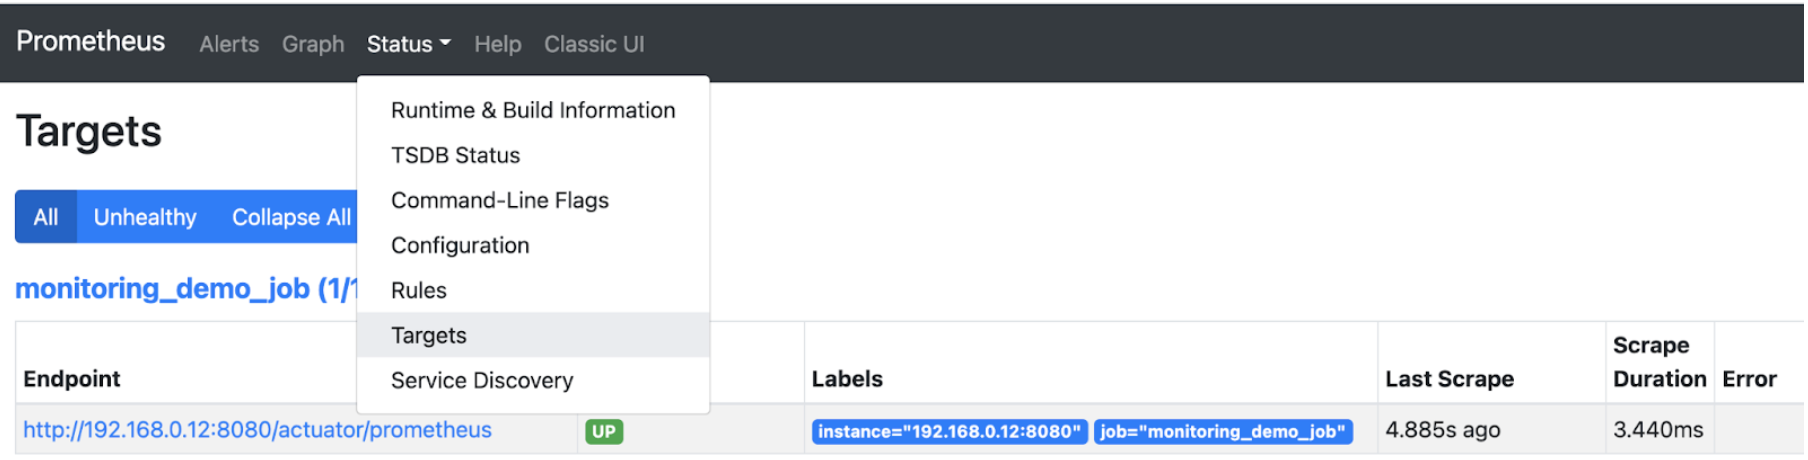 Prometheus Alerts Graph Status Help Classic UI
Targets
Runtime & Build Information
TSDB Status
Command-Line Flags
Configuration
Rules
Targets
Service Discovery
All Unhealthy Collapse All
monitoring_demo_job (1/1
Endpoint Labels Last Scrape Scrape Duration Error
http://192.168.0.12:8080/actuator/prometheus UP instance="192.168.0.12:8080" job="monitoring_demo_job" 4.885s ago 3.440ms